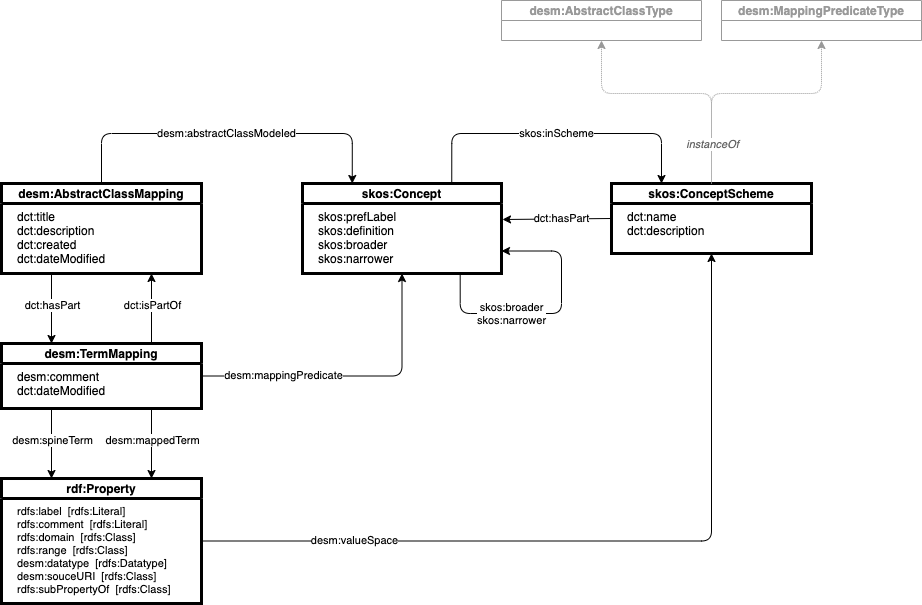 desm:AbstractClassType
desm:MappingPredicateType
desm:abstractClassModeled
skos:inScheme
instanceOf
desm:AbstractClassMapping
dct:title
dct:description
dct:created
dct:dateModified
skos:Concept
skos:prefLabel
skos:definition
skos:broader
skos:narrower
dct:hasPart
skos:ConceptScheme
dct:name
dct:description
skos:broader
skos:narrower
dct:hasPart
dct:isPartOf
desm:TermMapping
desm:comment
dct:dateModified
desm:mappingPredicate
desm:spineTerm
desm:mappedTerm
rdf:Property
rdfs:label [rdfs:Literal]
rdfs:comment [rdfs:Literal]
rdfs:domain [rdfs:Class]
rdfs:range [rdfs:Class]
desm:datatype [rdfs:Datatype]
desm:souceURI [rdfs:Class]
rdfs:subPropertyOf [rdfs:Class]
desm:valueSpace